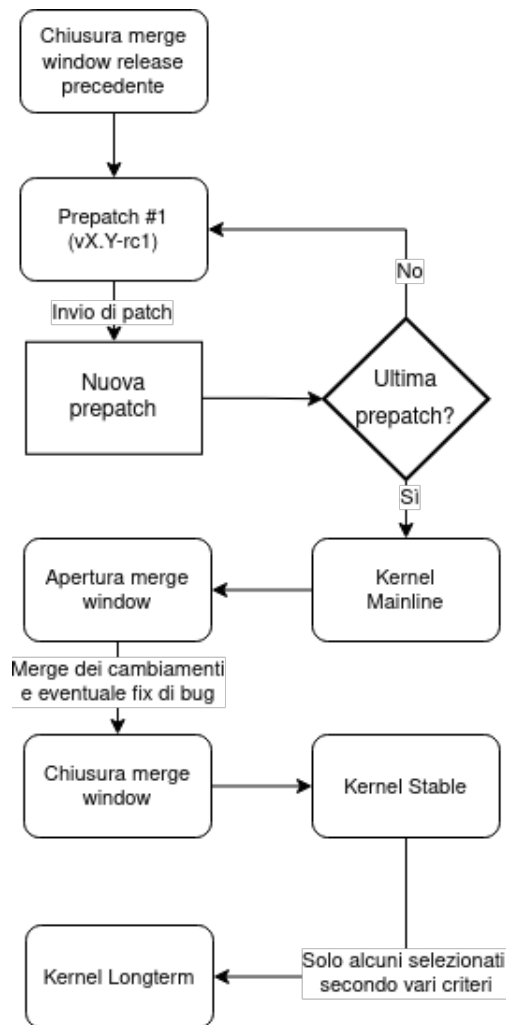 Chiusura merge
window release
precedente
Prepatch #1
(vX.Y-rc1)
No
Invio di patch
Nuova
prepatch
Ultima
prepatch?
Sì
Apertura merge
window
Kernel
Mainline
Merge dei cambiamenti
e eventuale fix di bug
Chiusura merge
window
Kernel Stable
Solo alcuni selezionati
secondo vari criteri
Kernel Longterm